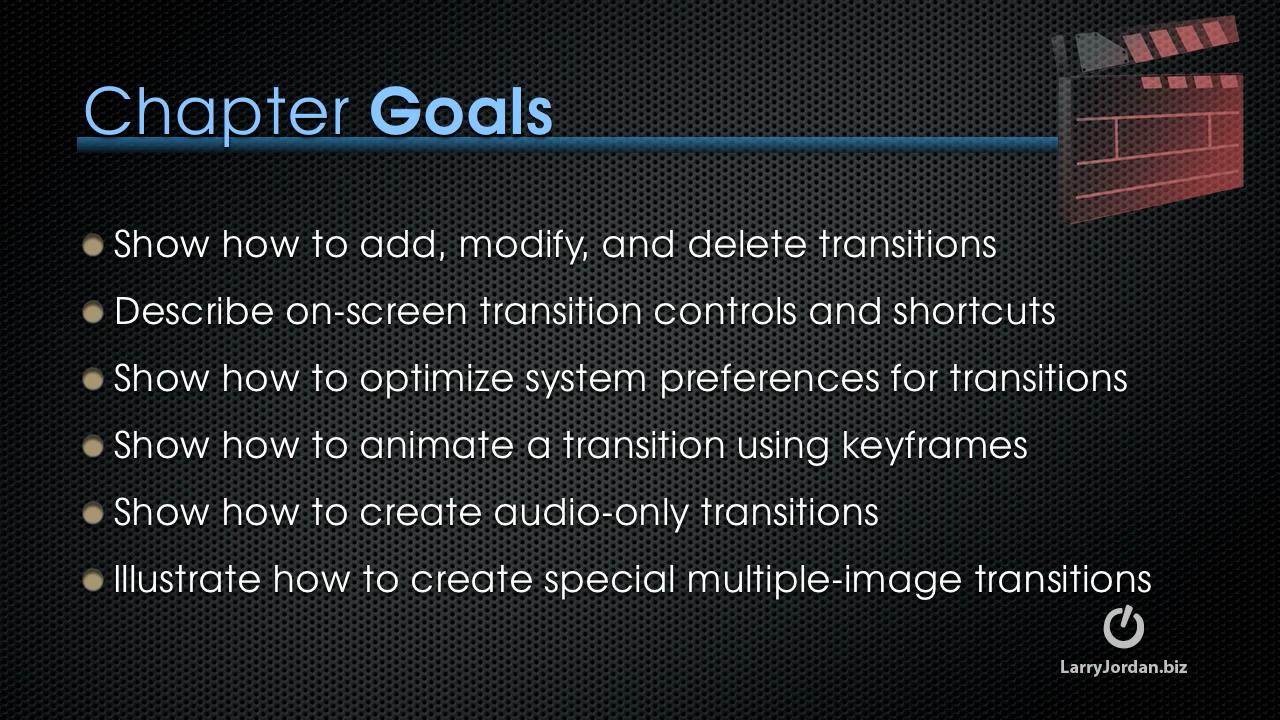 Chapter Goals
Show how to add, modify, and delete transitions
Describe on-screen transition controls and shortcuts
Show how to optimize system preferences for transitions
Show how to animate a transition using keyframes
Show how to create audio-only transitions
Illustrate how to create special multiple-image transitions
LarryJordan.biz